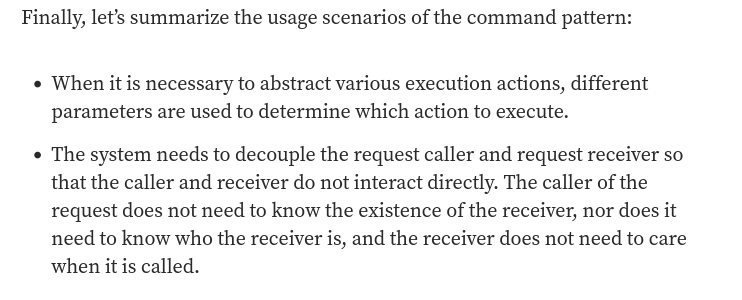 Finally, let’s summarize the usage scenarios of the command pattern:
• When it is necessary to abstract various execution actions, different
parameters are used to determine which action to execute.
• The system needs to decouple the request caller and request receiver so
that the caller and receiver do not interact directly. The caller of the
request does not need to know the existence of the receiver, nor does it
need to know who the receiver is, and the receiver does not need to care
when it is called.